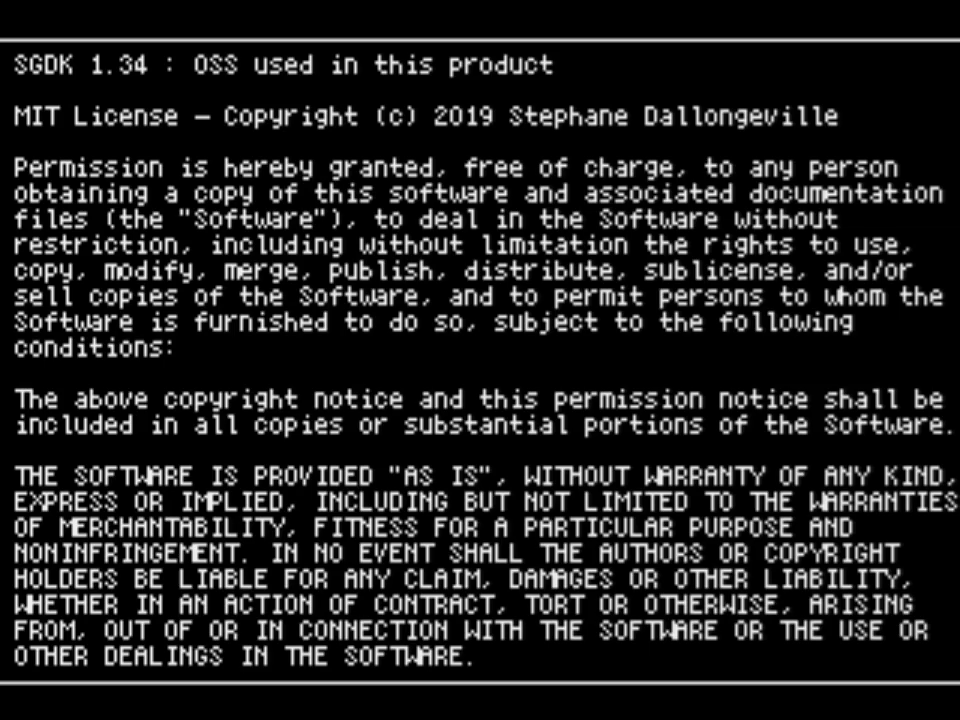 SGDK 1.34 : OSS used in this product
MIT License – Copyright (c) 2019 Stephane Dallongeville
Permission is hereby granted, free of charge, to any person
obtaining a copy of this software and associated documentation
files (the "Software"), to deal in the Software without
restriction, including without limitation the rights to use,
copy, modify, merge, publish, distribute, sublicense, and/or
sell copies of the Software, and to permit persons to whom the
Software is furnished to do so, subject to the following
conditions:
The above copyright notice and this permission notice shall be
included in all copies or substantial portions of the Software.
THE SOFTWARE IS PROVIDED "AS IS", WITHOUT WARRANTY OF ANY KIND,
EXPRESS OR IMPLIED, INCLUDING BUT NOT LIMITED TO THE WARRANTIES
OF MERCHANTABILITY, FITNESS FOR A PARTICULAR PURPOSE AND
NONINFRINGEMENT. IN NO EVENT SHALL THE AUTHORS OR COPYRIGHT
HOLDERS BE LIABLE FOR ANY CLAIM, DAMAGES OR OTHER LIABILITY,
WHETHER IN AN ACTION OF CONTRACT, TORT OR OTHERWISE, ARISING
FROM, OUT OF OR IN CONNECTION WITH THE SOFTWARE OR THE USE OR
OTHER DEALINGS IN THE SOFTWARE.